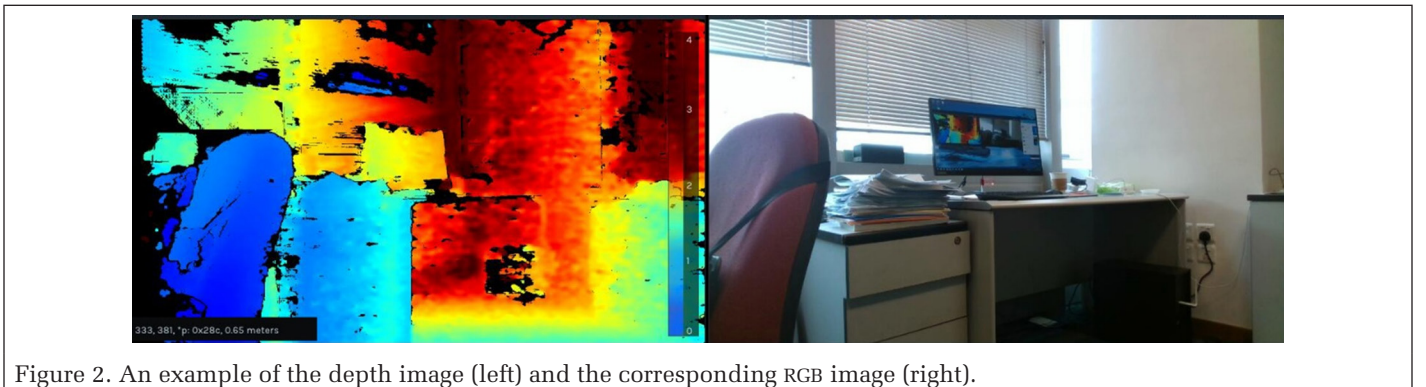 4
3
2
1
0
333, 381, *p: 0x28c, 0.65 meters
Figure 2. An example of the depth image (left) and the corresponding RGB image (right).